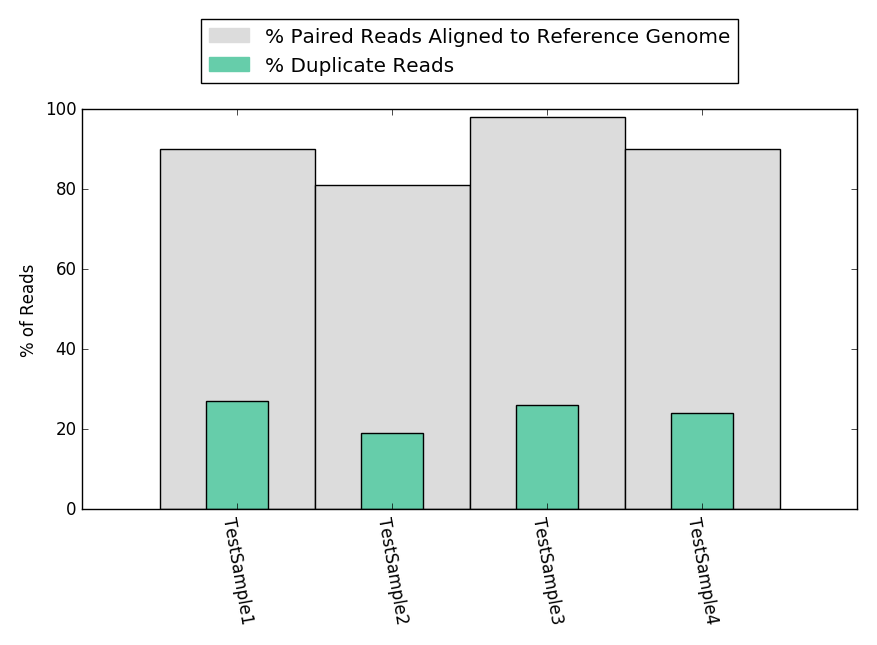 % Paired Reads Aligned to Reference Genome
% Duplicate Reads
100
80
60
40
20
0
% of Reads
TestSample1
TestSample2
TestSample3
TestSample4